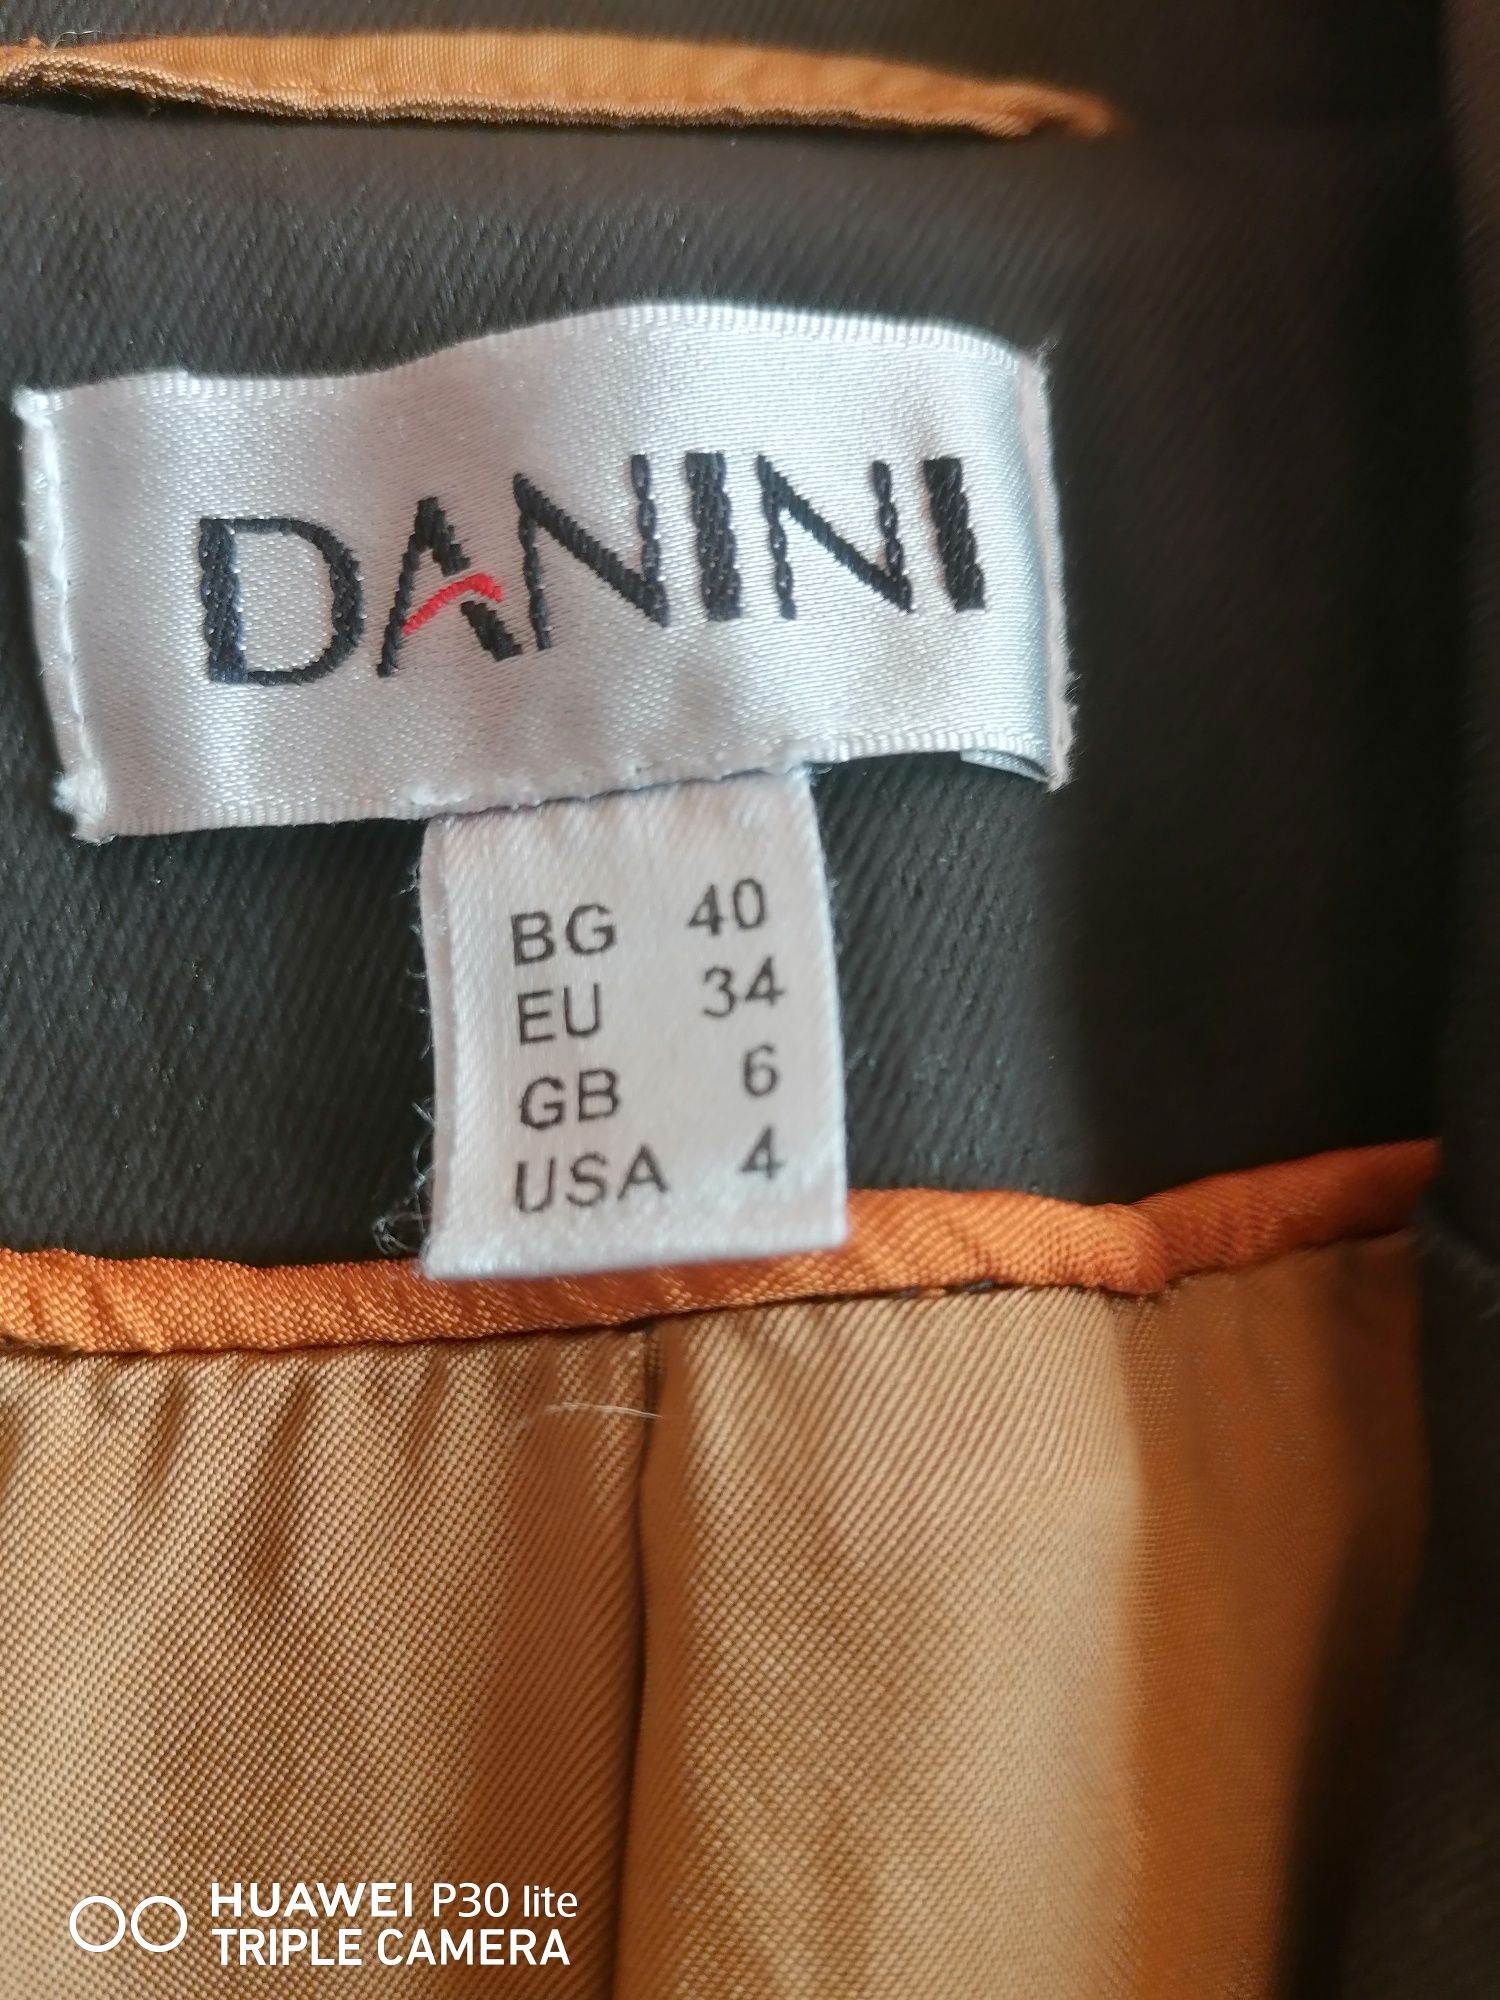 DANINI
BG 40
EU 34
GB 6
USA 4
HUAWEI P30 lite
TRIPLE CAMERA